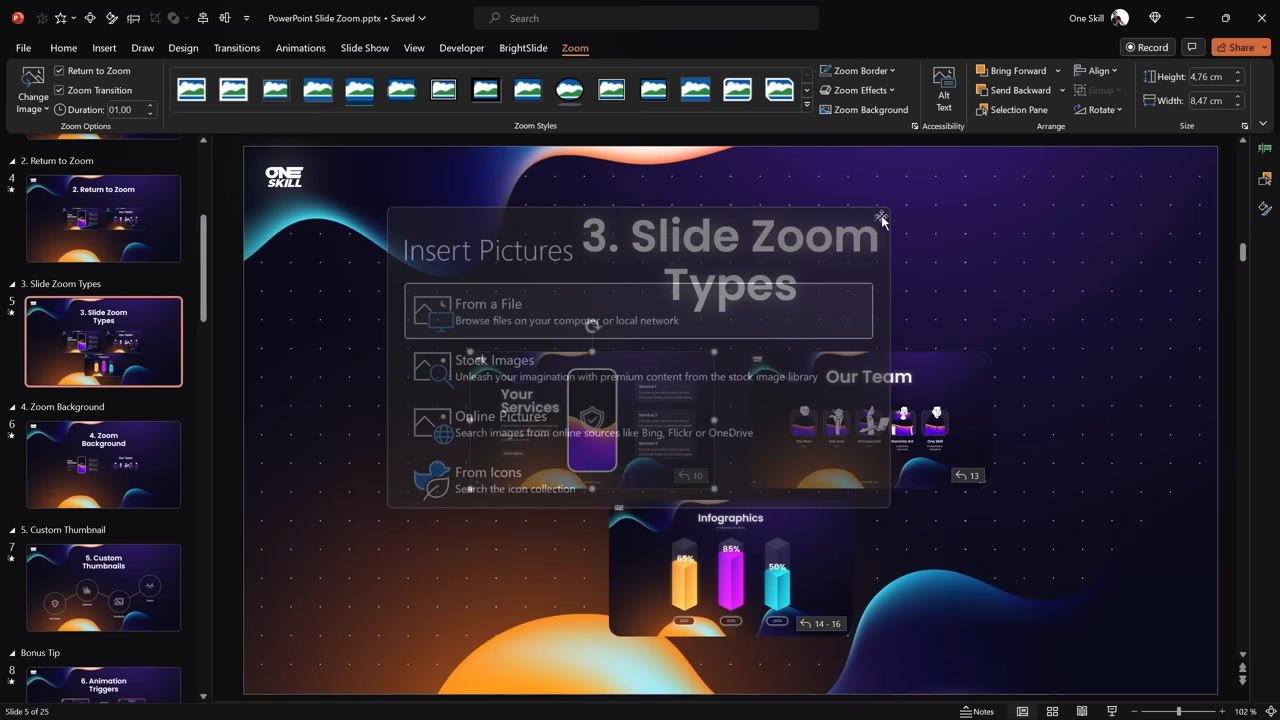 PowerPoint Slide Zoom.pptx • Saved
Search
One Skill
File
Home
Insert
Draw
Design
Transitions
Animations
Slide Show
View
Developer
BrightSlide
Zoom
Record
Share
Change
Image
Return to Zoom
Zoom Transition
Duration: 01,00
Zoom Options
Zoom Styles
Zoom Border
Zoom Effects
Zoom Background
Alt
Text
Accessibility
Bring Forward
Send Backward
Selection Pane
Align
Group
Rotate
Arrange
Height: 4,76 cm
Width: 8,47 cm
Size
2. Return to Zoom
4
2. Return to Zoom
3. Slide Zoom Types
5
3. Slide Zoom
Types
4. Zoom Background
6
4. Zoom
Background
5. Custom Thumbnail
7
5. Custom
Thumbnails
Bonus Tip
8
6. Animation
Triggers
ONE
SKILL
3. Slide Zoom
Types
Insert Pictures
From a File
Browse files on your computer or local network
Stock Images
Unleash your imagination with premium content from the stock image library
Online Pictures
Search images from online sources like Bing, Flickr or OneDrive
From Icons
Search the icon collection
Your
Services
Service 1
Service 2
10
Our Team
One Skill
13
Infographics
65%
85%
50%
14 - 16
Slide 5 of 25
Notes
102 %